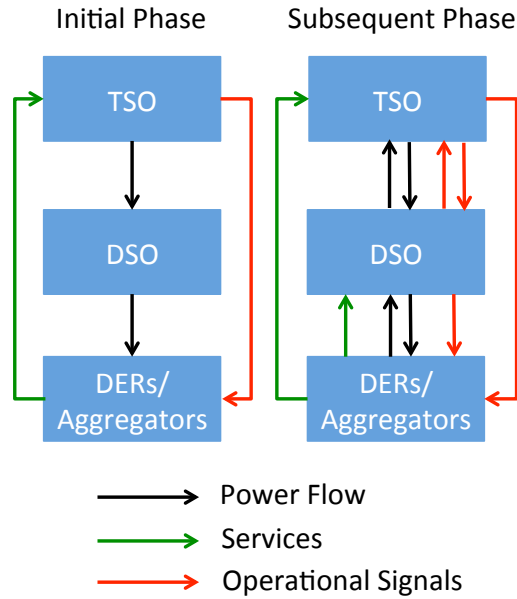 Initial Phase
Subsequent Phase
TSO
TSO
DSO
DSO
DERs/
Aggregators
DERs/
Aggregators
Power Flow
Services
Operational Signals